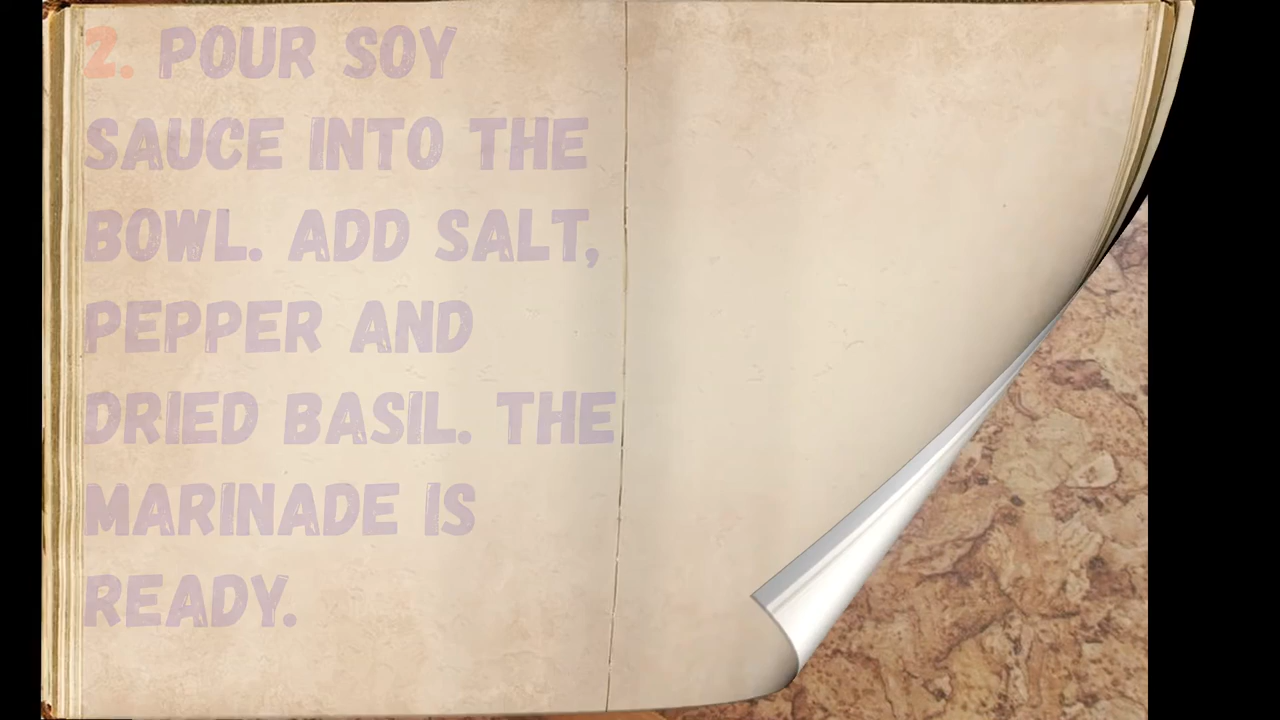 2. POUR SOY
SAUCE INTO THE
BOWL. ADD SALT,
PEPPER AND
DRIED BASIL. THE
MARINADE IS
READY.